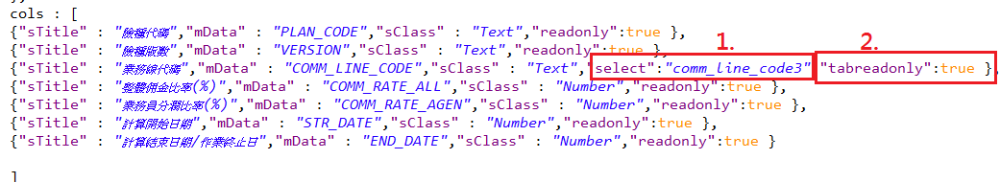 cols : [
{"sTitle" : "險種代碼","mData" : "PLAN_CODE","sClass" : "Text","readonly":true },
{"sTitle" : "險種版數","mData" : "VERSION","sClass" : "Text","readonly":true },
1.
2.
{"sTitle" : "業務線代碼","mData" : "COMM_LINE_CODE","sClass" : "Text","select":"comm_line_code3" "tabreadonly":true },
{"sTitle" : "整體佣金比率(%)","mData" : "COMM_RATE_ALL","sClass" : "Number","readonly":true },
{"sTitle" : "業務員分潤比率(%)","mData" : "COMM_RATE_AGEN","sClass" : "Number","readonly":true },
{"sTitle" : "計算開始日期","mData" : "STR_DATE","sClass" : "Number","readonly":true },
{"sTitle" : "計算結束日期/作業終止日","mData" : "END_DATE","sClass" : "Number","readonly":true }
]